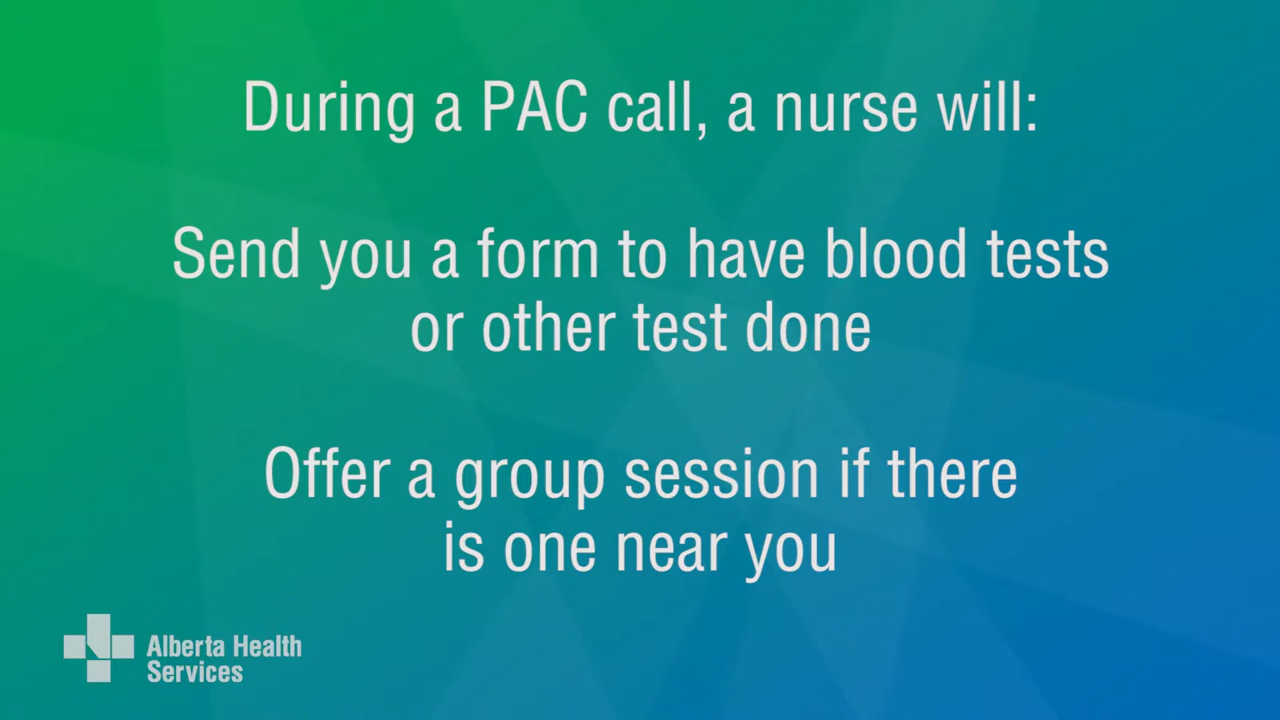 During a PAC call, a nurse will:
Send you a form to have blood tests
or other test done
Offer a group session if there
is one near you
Alberta Health
Services